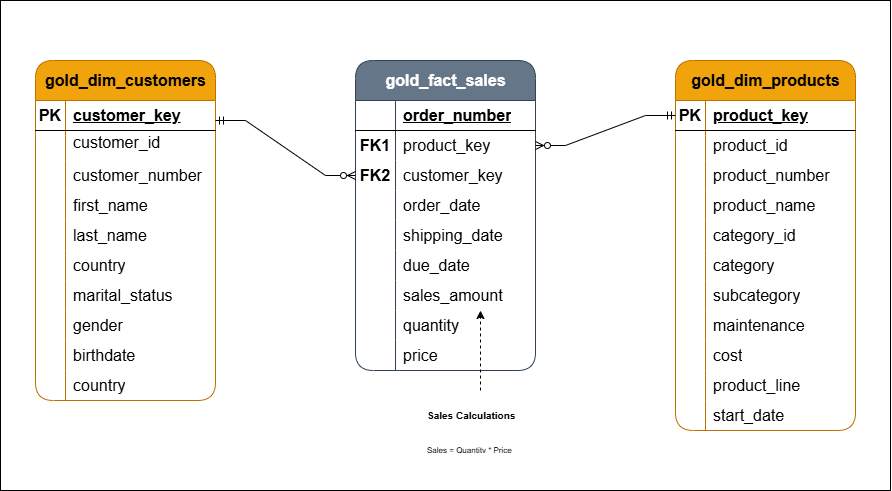 gold_dim_customers
PK customer_key
customer_id
customer_number
first_name
last_name
country
marital_status
gender
birthdate
country
gold_fact_sales
order_number
FK1 product_key
FK2 customer_key
order_date
shipping_date
due_date
sales_amount
quantity
price
Sales Calculations
Sales = Quantity * Price
gold_dim_products
PK product_key
product_id
product_number
product_name
category_id
category
subcategory
maintenance
cost
product_line
start_date